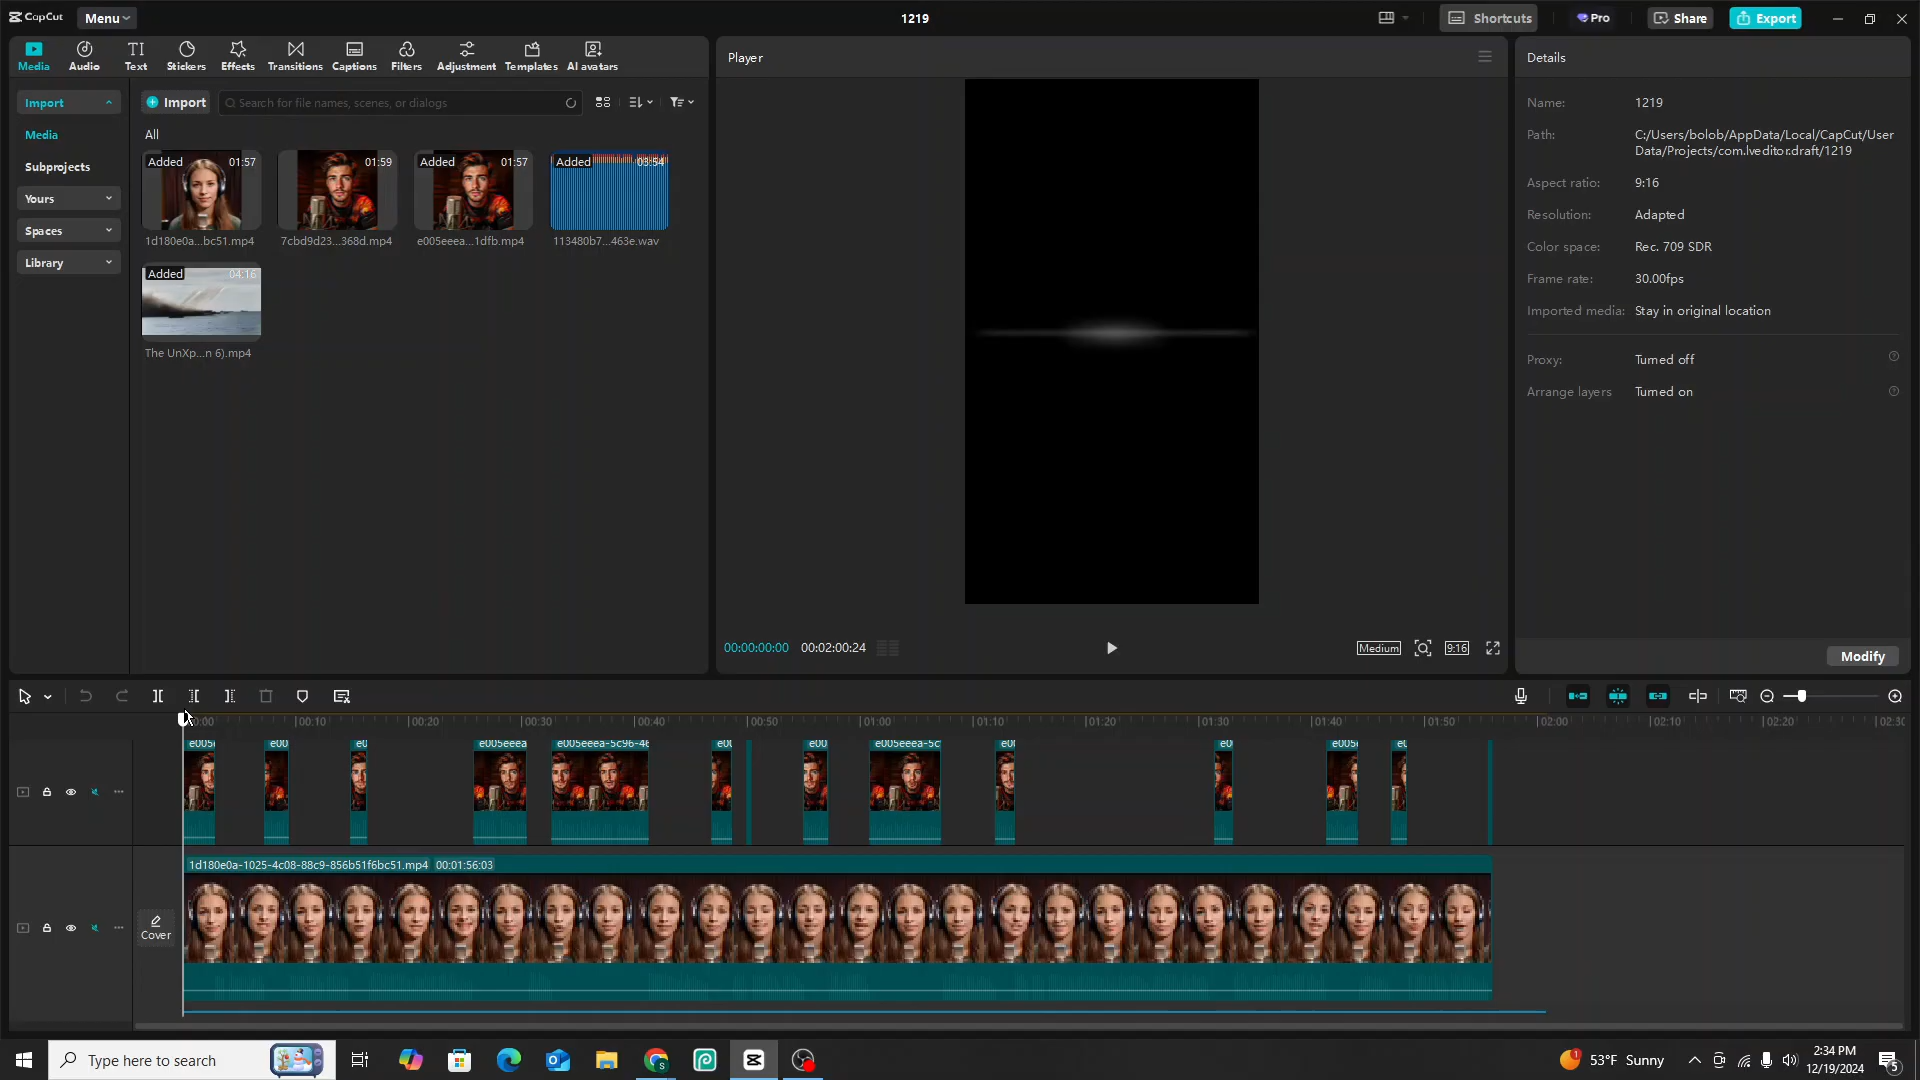 CapCut
Menu
1219
Shortcuts
Pro
Share
Export
Media
Audio
TI
Text
Stickers
Effects
Transitions
Captions
Filters
Adjustment
Templates
AI avatars
Player
Details
Import
Media
Subprojects
Yours
Spaces
Library
Import
Search for file names, scenes, or dialogs
All
Added 01:57
01:59
Added 01:57
Added 03:54
1d180e0a...bc51.mp4
7cbd9d23...368d.mp4
e005eeea...1dfb.mp4
113480b7...463e.wav
Added 04:16
The UnXp...n 6).mp4
Name: 1219
Path: C:/Users/bolob/AppData/Local/CapCut/User
Data/Projects/com.lveditor.draft/1219
Aspect ratio: 9:16
Resolution: Adapted
Color space: Rec. 709 SDR
Frame rate: 30.00fps
Imported media: Stay in original location
Proxy: Turned off
Arrange layers Turned on
Modify
00:00:00:00 00:02:00:24
Medium
9:16
00:00 00:10 00:20 00:30 00:40 00:50 01:00 01:10 01:20 01:30 01:40 01:50 02:00 02:10 02:20 02:30
e005 e00 e0 e005eeea e005eeea-5c96-4 e0 e00 e005eeea-5c e0 e0 e005 e0
1d180e0a-1025-4c08-88c9-856b51f6bc51.mp4 00:01:56:03
Cover
Type here to search
53°F Sunny
2:34 PM
12/19/2024
1
5